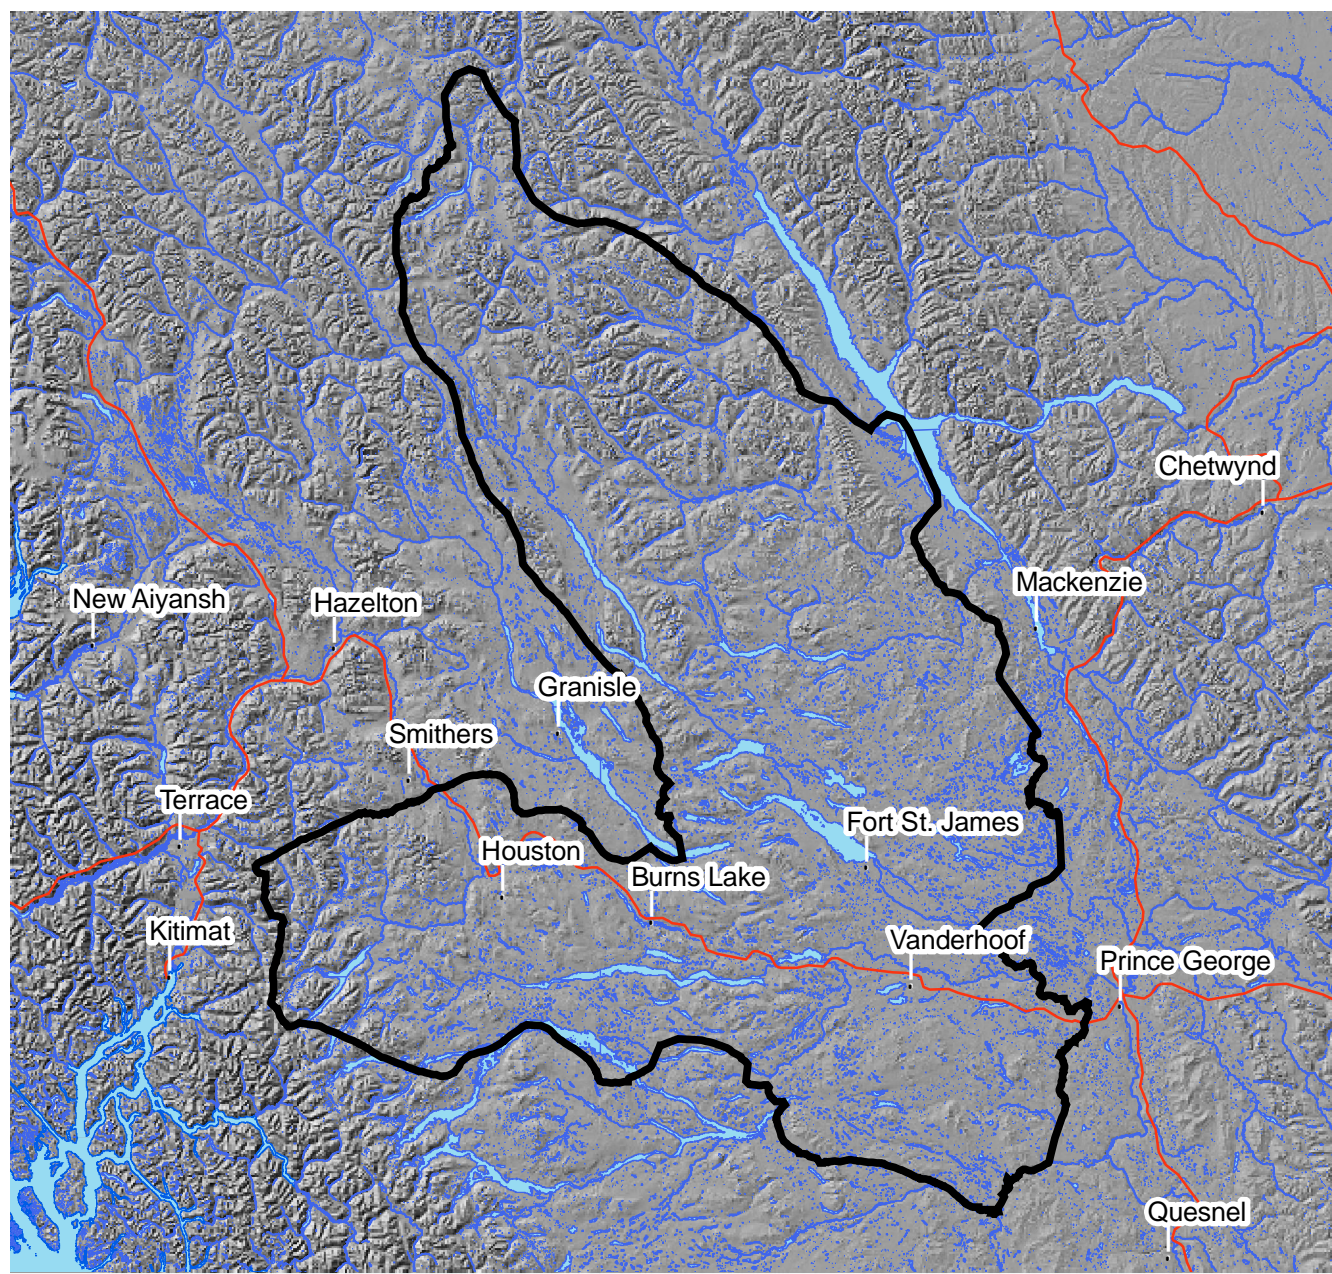 Chetwynd
Mackenzie
New Aiyansh
Hazelton
Granisle
Smithers
Terrace
Fort St. James
Houston
Burns Lake
Kitimat
Vanderhoof
Prince George
Quesnel